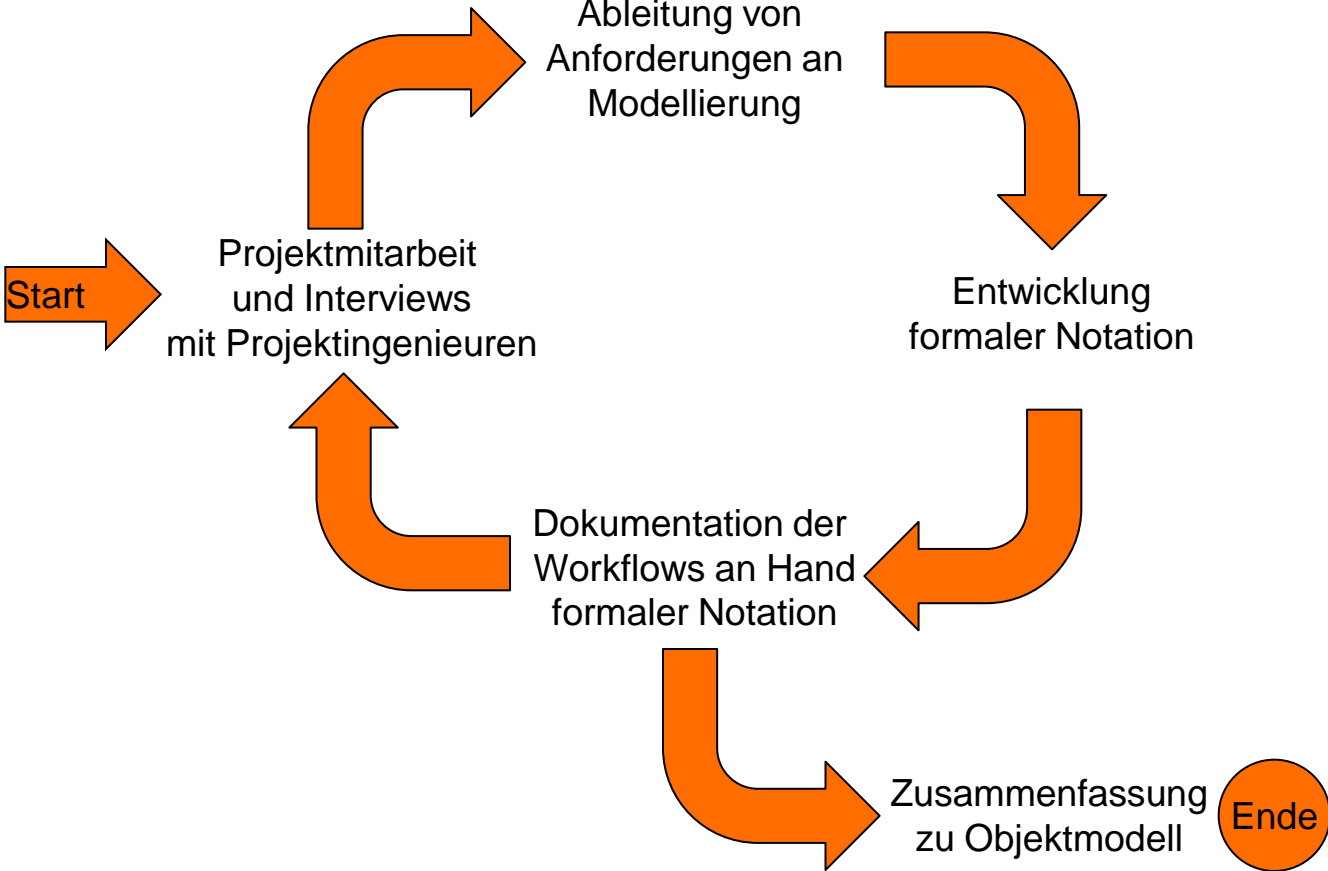 Ableitung von
Anforderungen an
Modellierung
Start
Projektmitarbeit
und Interviews
mit Projektingenieuren
Entwicklung
formaler Notation
Dokumentation der
Workflows an Hand
formaler Notation
Zusammenfassung
zu Objektmodell
Ende